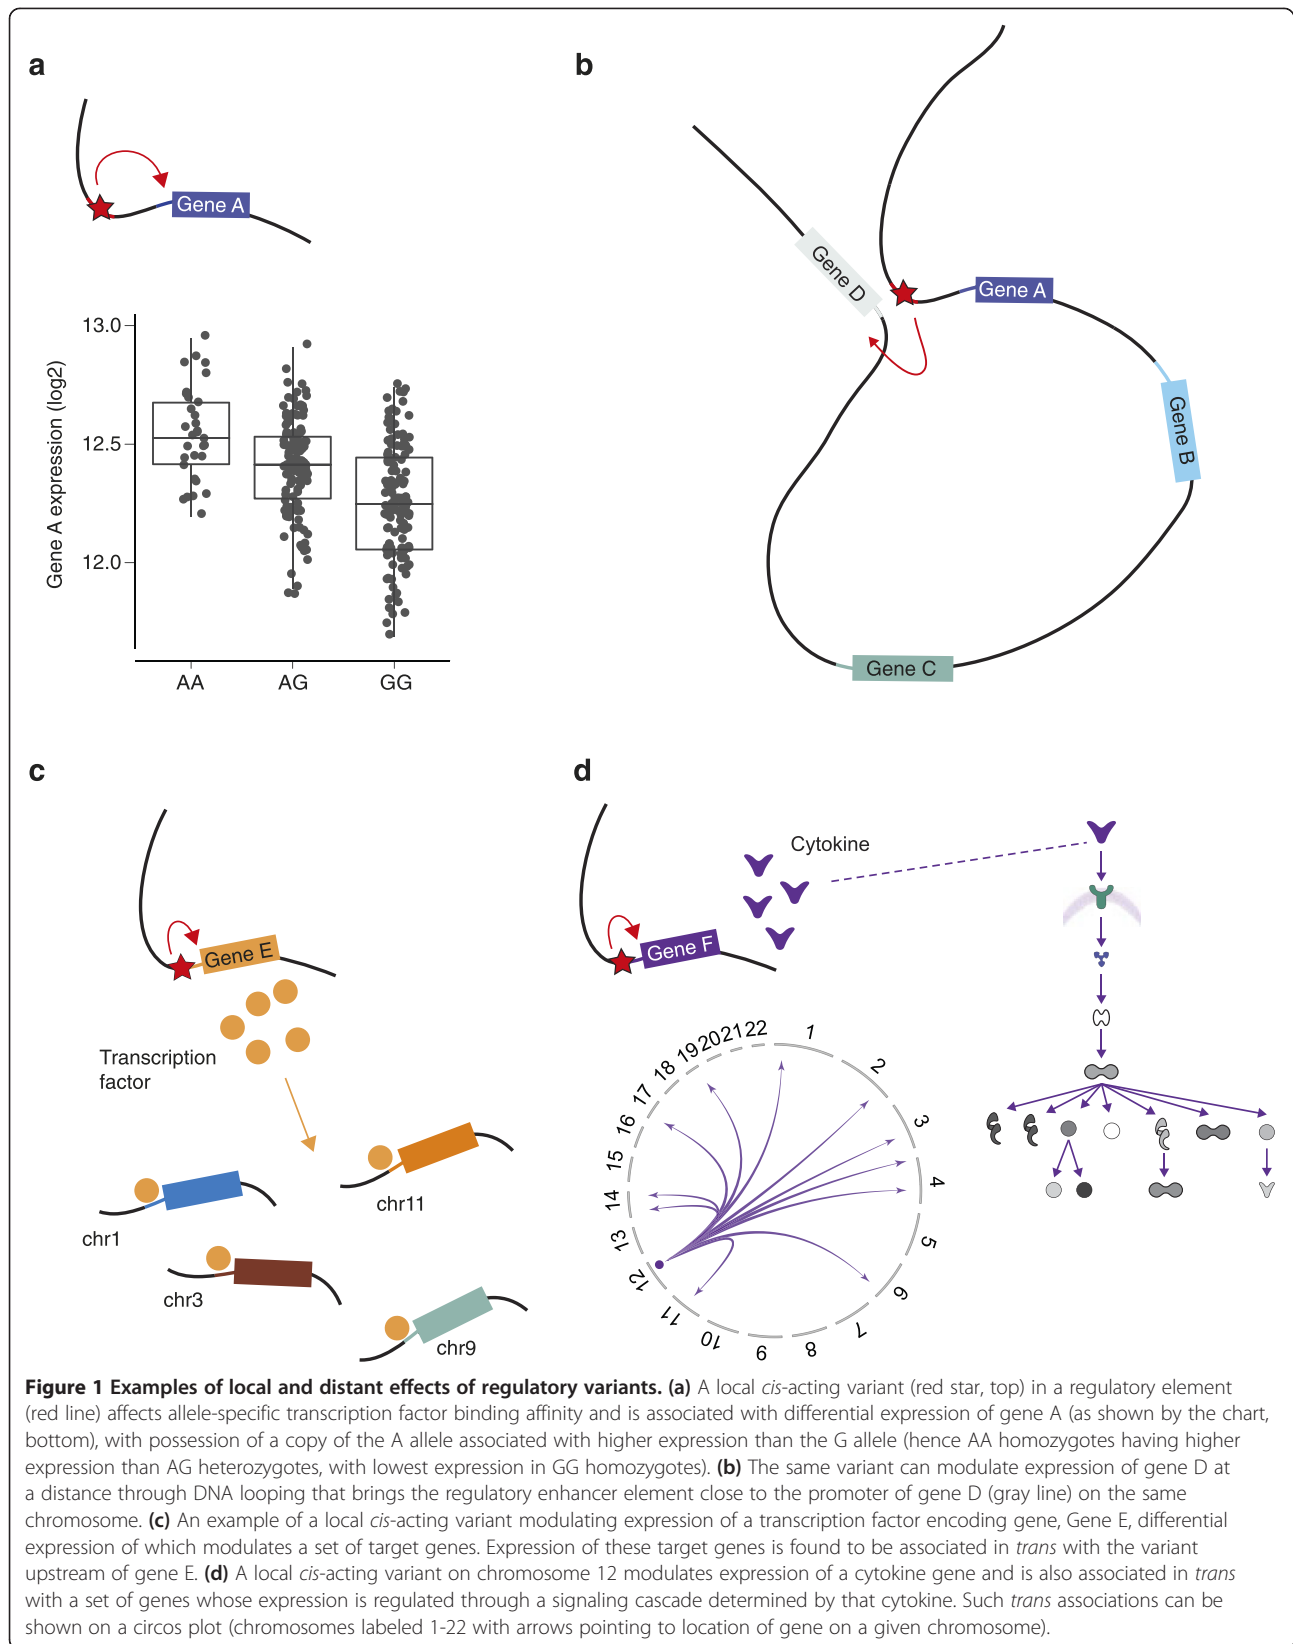 a
Gene A
Gene A expression (log2)
13.0
12.5
12.0
AA
AG
GG
b
Gene D
Gene A
Gene B
Gene C
c
Gene E
Transcription
factor
chr11
chr1
chr3
chr9
d
Cytokine
Gene F
1
2
3
4
5
6
7
8
9
10
11
12
13
14
15
16
17
18
19
20
21
22
Figure 1 Examples of local and distant effects of regulatory variants. (a) A local cis-acting variant (red star, top) in a regulatory element
(red line) affects allele-specific transcription factor binding affinity and is associated with differential expression of gene A (as shown by the chart,
bottom), with possession of a copy of the A allele associated with higher expression than the G allele (hence AA homozygotes having higher
expression than AG heterozygotes, with lowest expression in GG homozygotes). (b) The same variant can modulate expression of gene D at
a distance through DNA looping that brings the regulatory enhancer element close to the promoter of gene D (gray line) on the same
chromosome. (c) An example of a local cis-acting variant modulating expression of a transcription factor encoding gene, Gene E, differential
expression of which modulates a set of target genes. Expression of these target genes is found to be associated in trans with the variant
upstream of gene E. (d) A local cis-acting variant on chromosome 12 modulates expression of a cytokine gene and is also associated in trans
with a set of genes whose expression is regulated through a signaling cascade determined by that cytokine. Such trans associations can be
shown on a circos plot (chromosomes labeled 1-22 with arrows pointing to location of gene on a given chromosome).